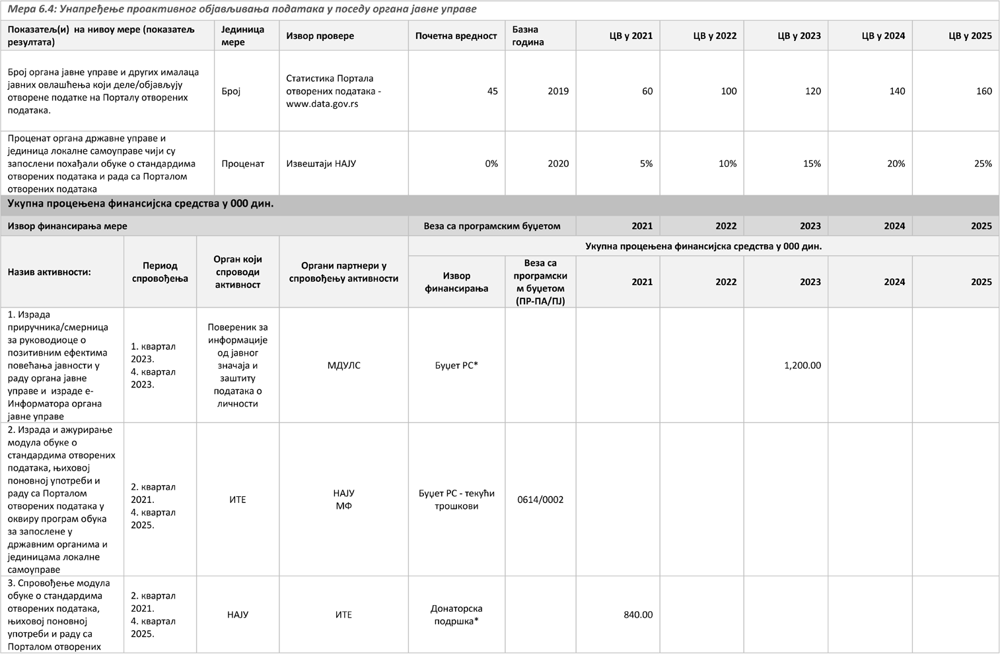 Мера 6.4: Унапређење проактивног објављивања података у поседу органа јавне управе
Показатељ(и) на нивоу мере (показатељ
резултата)
Јединица
мере
Извор провере
Почетна вредност
Базна
година
ЦВ у 2021
ЦВ у 2022
ЦВ у 2023
ЦВ у 2024
ЦВ у 2025
Број органа јавне управе и других ималаца
јавних овлашћења који деле/објављују
отворене податке на Порталу отворених
података.
Број
Статистика Портала
отворених података -
www.data.gov.rs
45
2019
60
100
120
140
160
Проценат органа државне управе и
јединица локалне самоуправе чији су
запослени похађали обуке о стандардима
отворених података и рада са Порталом
отворених података
Проценат
Извештаји НАЈУ
0%
2020
5%
10%
15%
20%
25%
Укупна процењена финансијска средства у 000 дин.
Извор финансирања мере
Веза са програмским буџетом
2021
2022
2023
2024
2025
Назив активности:
Период
спровођења
Орган који
спроводи
активност
Органи партнери у
спровођењу активности
Укупна процењена финансијска средства у 000 дин.
Извор
финансирања
Веза са
програмски
м буџетом
(ПР-ПА/ПЈ)
2021
2022
2023
2024
2025
1. Израда
приручника/смерница
за руководиоце о
позитивним ефектима
повећања јавности у
раду органа јавне
управе и израде е-
Информатора органа
јавне управе
1. квартал
2023.
4. квартал
2023.
Повереник за
информације
од јавног
значаја и
заштиту
података о
личности
МДУЛС
Буџет РС*
1,200.00
2. Израда и ажурирање
модула обуке о
стандардима отворених
података, њиховој
поновној употреби и
раду са Порталом
отворених података у
оквиру програм обука
за запослене у
државним органима и
јединицама локалне
самоуправе
2. квартал
2021.
4. квартал
2025.
ИТЕ
НАЈУ
МФ
Буџет РС - текући
трошкови
0614/0002
3. Спровођење модула
обуке о стандардима
отворених података,
њиховој поновној
употреби и раду са
Порталом отворених
2. квартал
2021.
4. квартал
2025.
НАЈУ
ИТЕ
Донаторска
подршка*
840.00